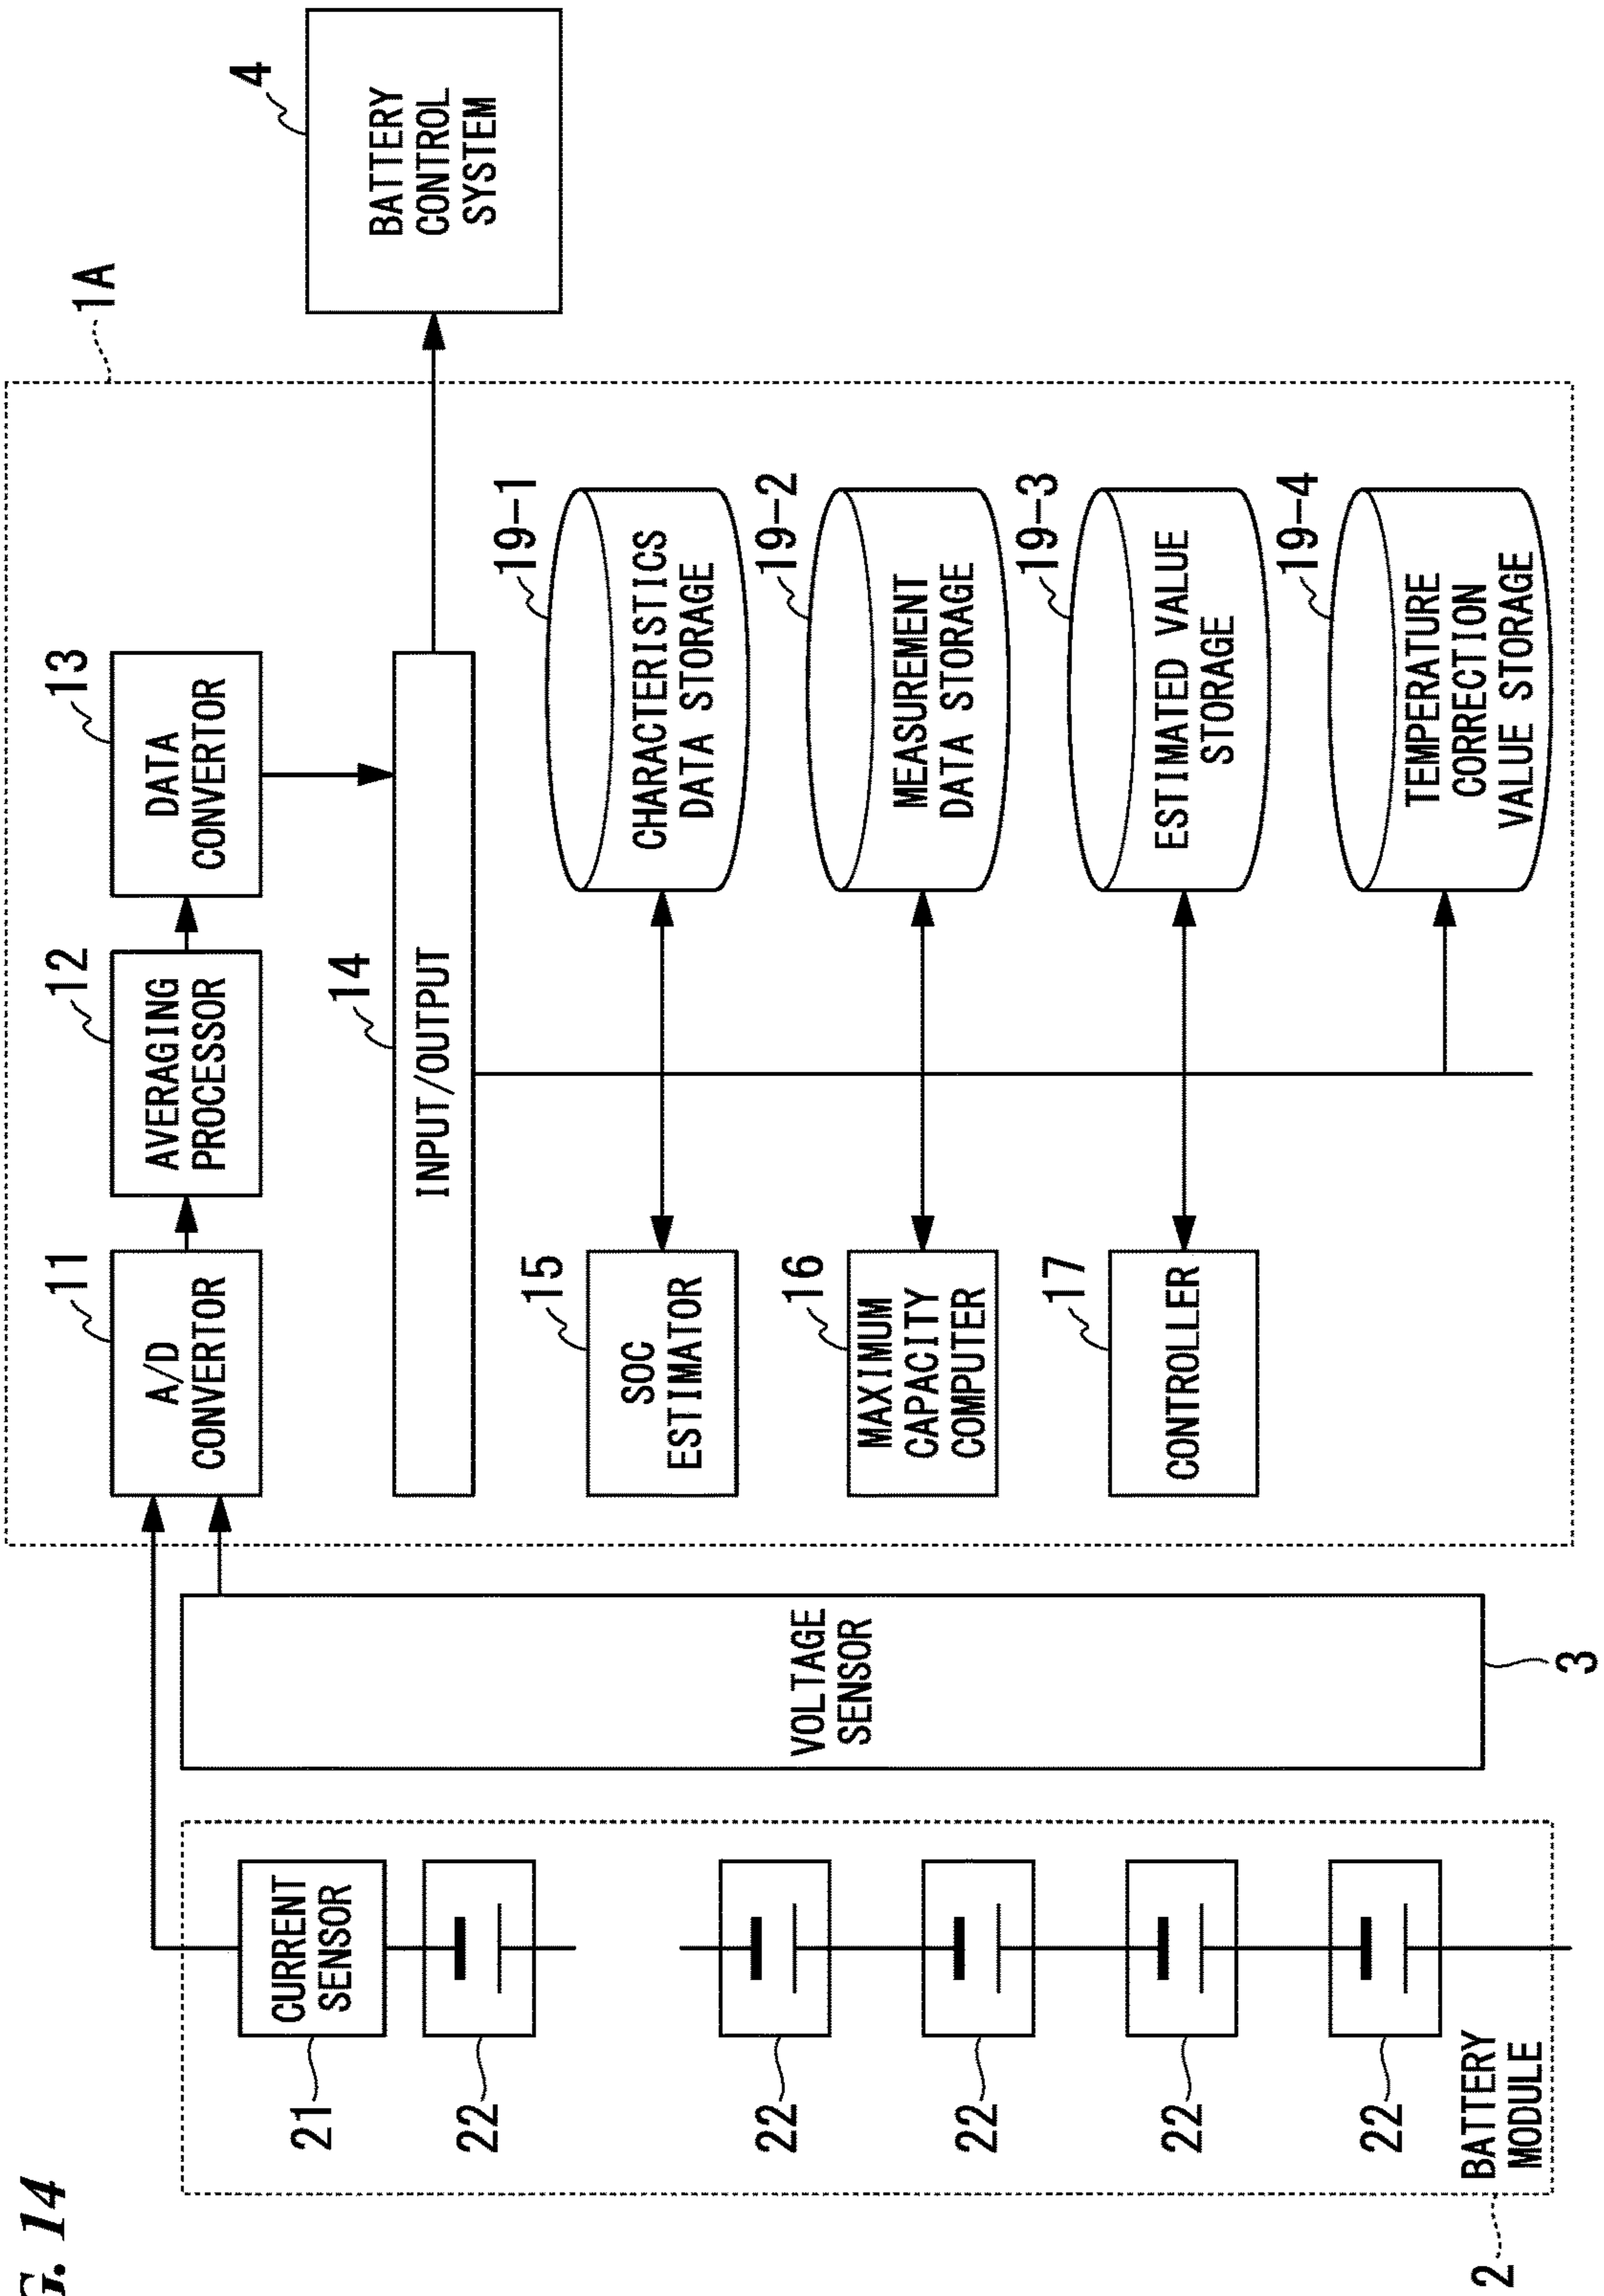 G. 14
1A
4
BATTERY
CONTROL
SYSTEM
11
A/D
CONVERTOR
12
AVERAGING
PROCESSOR
13
DATA
CONVERTOR
14
INPUT/OUTPUT
15
SOC
ESTIMATOR
19-1
CHARACTERISTICS
DATA STORAGE
16
MAXIMUM
CAPACITY
COMPUTER
19-2
MEASUREMENT
DATA STORAGE
17
CONTROLLER
19-3
ESTIMATED VALUE
STORAGE
19-4
TEMPERATURE
CORRECTION
VALUE STORAGE
VOLTAGE
SENSOR
3
CURRENT
SENSOR
21
22
22
22
22
22
BATTERY
MODULE
2